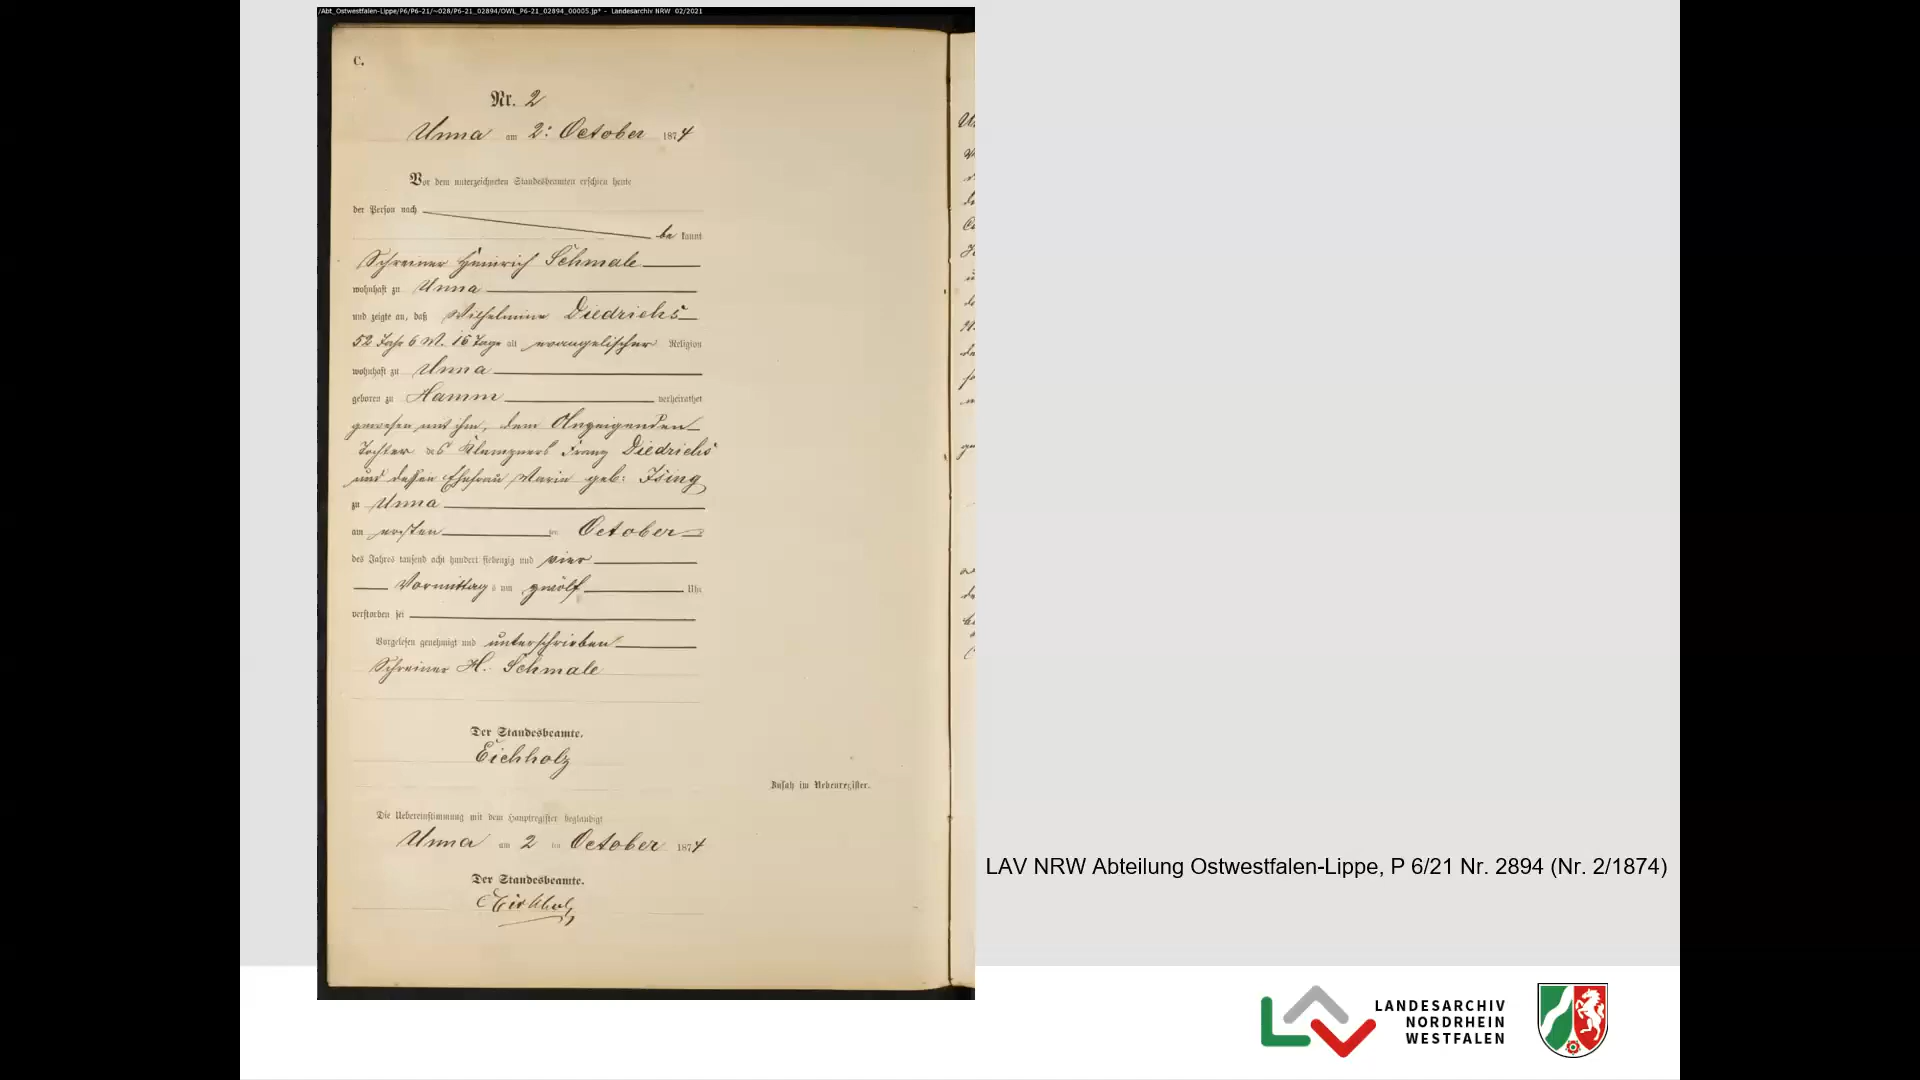 /Abt_Ostwestfalen-Lippe/P6/P6-21/~028/P6-21_02894/OWL_P6-21_02894_00005.jp* - Landesarchiv NRW 02/2021
C.
Nr. 2
Unna am 2: October 1874
Vor dem unterzeichneten Standesbeamten erschien heute
der Person nach
be kannt
Schreiner Heinrich Schmale
wohnhaft zu Unna
und zeigte an, daß Wilhelmine Diedrichs
52 Jahr 6 M. 16 Tage alt evangelischer Religion
wohnhaft zu Unna
geboren zu Hamm verheirathet
gewesen mit ihm, dem Anzeigenden
Tochter des Klempners Franz Diedrichs
und dessen Ehefrau Maria geb: Ising
zu Unna
am ersten ten October
des Jahres tausend acht hundert siebenzig und vier
Vormittags um zwölf Uhr
verstorben sei
Vorgelesen genehmigt und unterschrieben
Schreiner H. Schmale
Der Standesbeamte.
Eichholz
Zusatz im Nebenregister.
Die Uebereinstimmung mit dem Hauptregister beglaubigt
Unna am 2 ten October 1874
Der Standesbeamte.
Eichholz
LAV NRW Abteilung Ostwestfalen-Lippe, P 6/21 Nr. 2894 (Nr. 2/1874)
LANDESARCHIV
NORDRHEIN
WESTFALEN